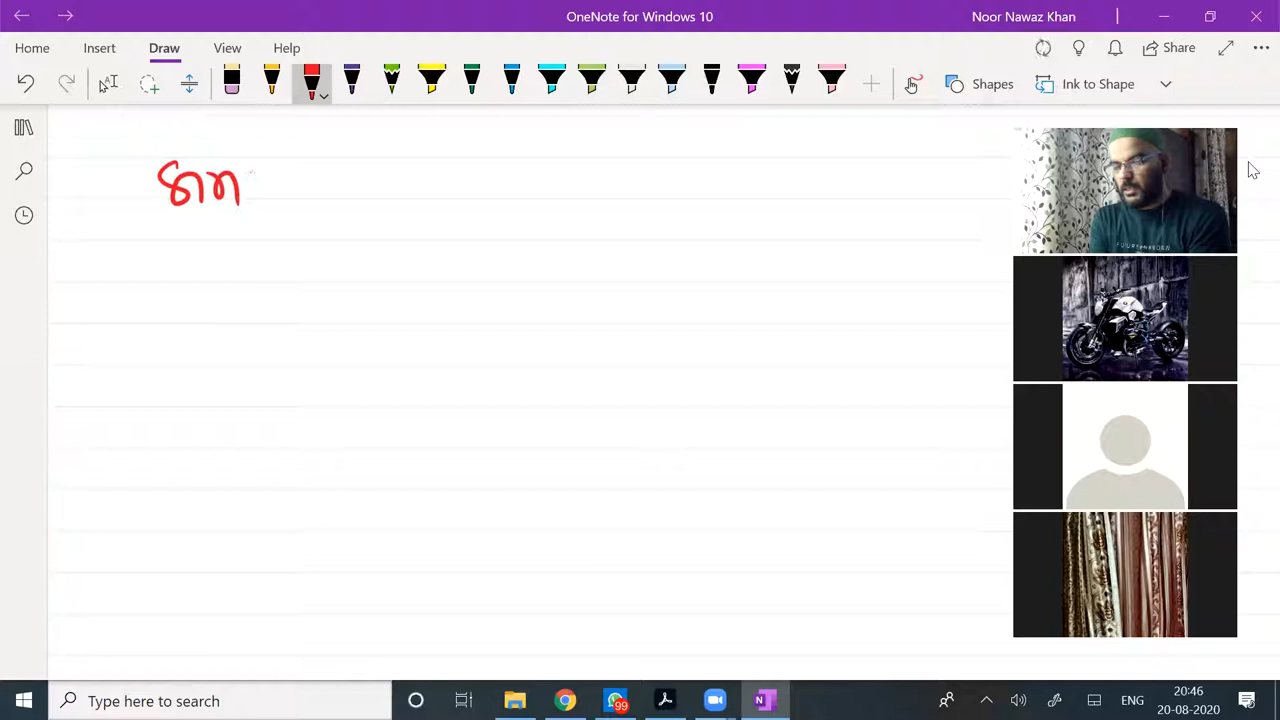 OneNote for Windows 10
Noor Nawaz Khan
Home Insert Draw View Help
Share
Shapes
Ink to Shape
Type here to search
99
N
ENG
20:46
20-08-2020